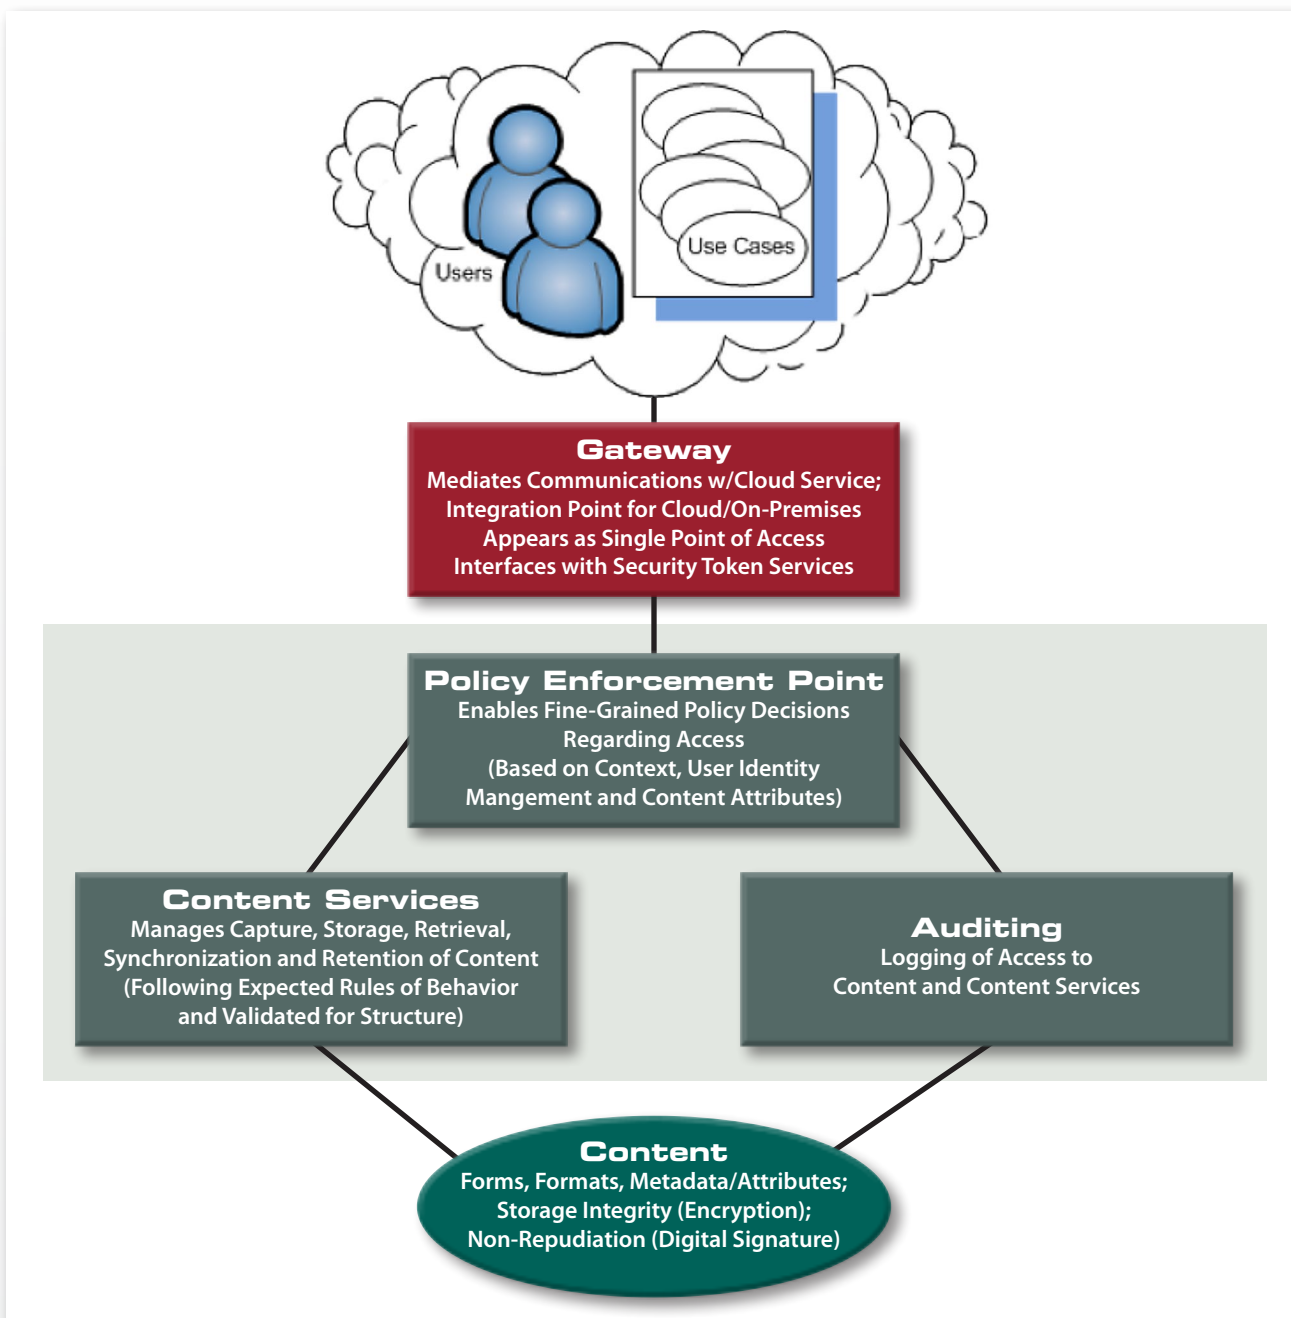 Users
Use Cases
Gateway
Mediates Communications w/Cloud Service;
Integration Point for Cloud/On-Premises
Appears as Single Point of Access
Interfaces with Security Token Services
Policy Enforcement Point
Enables Fine-Grained Policy Decisions
Regarding Access
(Based on Context, User Identity
Mangement and Content Attributes)
Content Services
Manages Capture, Storage, Retrieval,
Synchronization and Retention of Content
(Following Expected Rules of Behavior
and Validated for Structure)
Auditing
Logging of Access to
Content and Content Services
Content
Forms, Formats, Metadata/Attributes;
Storage Integrity (Encryption);
Non-Repudiation (Digital Signature)